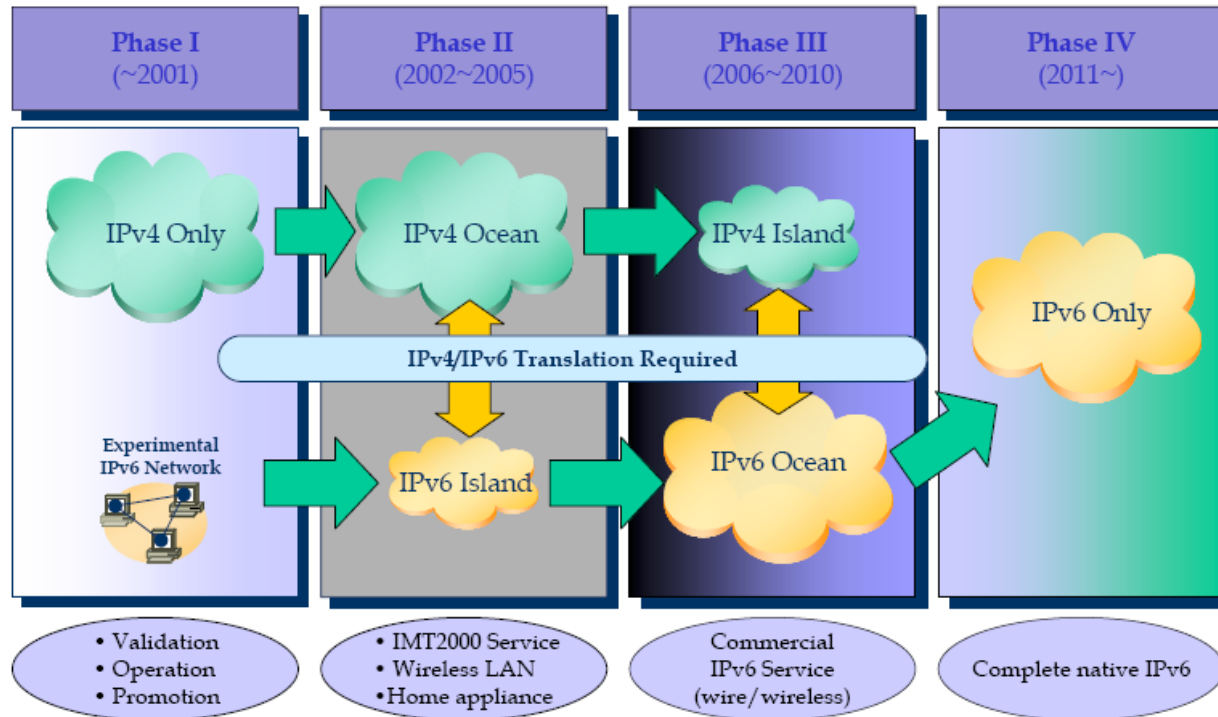 Phase I
(~2001)
Phase II
(2002~2005)
Phase III
(2006~2010)
Phase IV
(2011~)
IPv4 Only
IPv4 Ocean
IPv4 Island
IPv6 Only
IPv4/IPv6 Translation Required
Experimental
IPv6 Network
IPv6 Island
IPv6 Ocean
• Validation
• Operation
• Promotion
• IMT2000 Service
• Wireless LAN
•Home appliance
Commercial
IPv6 Service
(wire/wireless)
Complete native IPv6